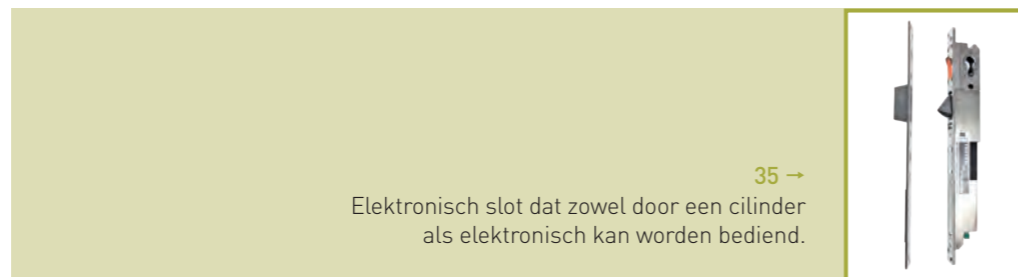 35 →
Elektronisch slot dat zowel door een cilinder
als elektronisch kan worden bediend.